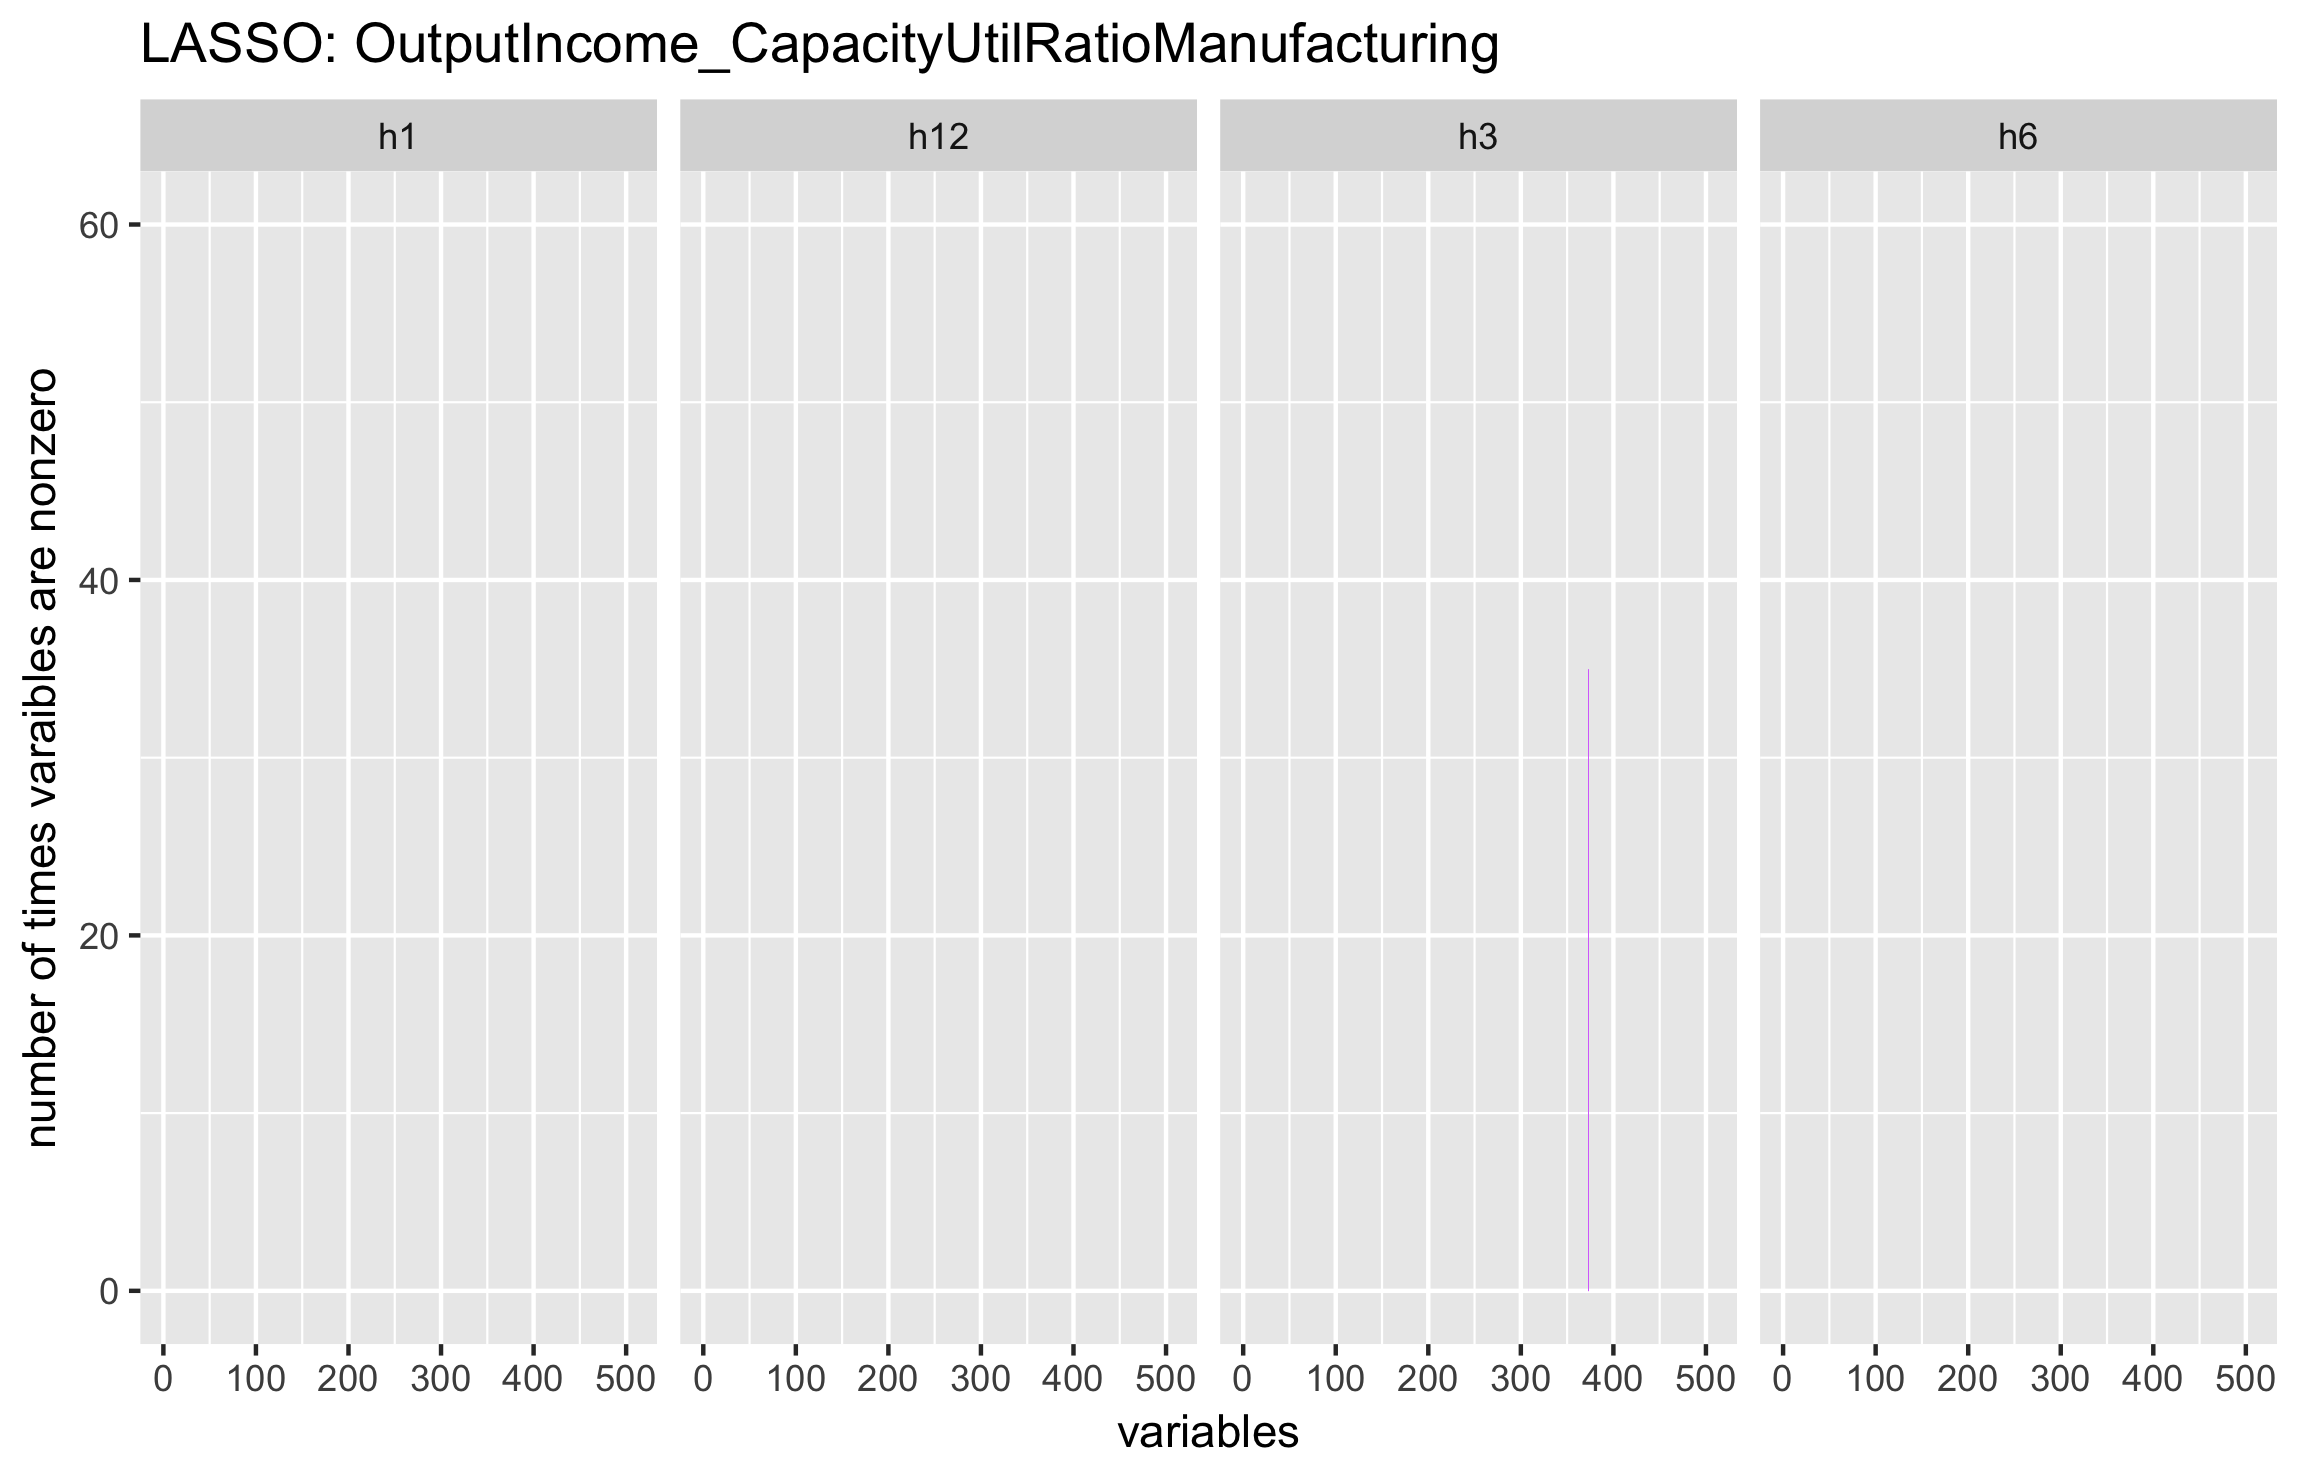 LASSO: OutputIncome_CapacityUtilRatioManufacturing
h1 h12 h3 h6
number of times varaibles are nonzero
60
40
20
0
0 100 200 300 400 500 0 100 200 300 400 500 0 100 200 300 400 500 0 100 200 300 400 500
variables